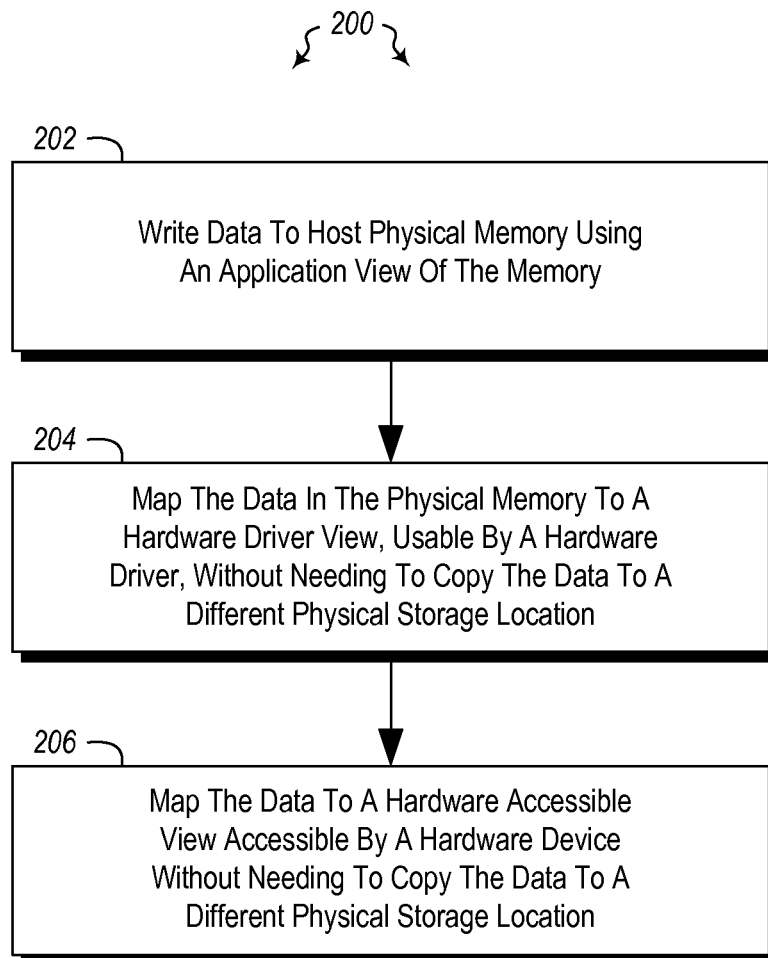 200
202
Write Data To Host Physical Memory Using
An Application View Of The Memory
204
Map The Data In The Physical Memory To A
Hardware Driver View, Usable By A Hardware
Driver, Without Needing To Copy The Data To A
Different Physical Storage Location
206
Map The Data To A Hardware Accessible
View Accessible By A Hardware Device
Without Needing To Copy The Data To A
Different Physical Storage Location